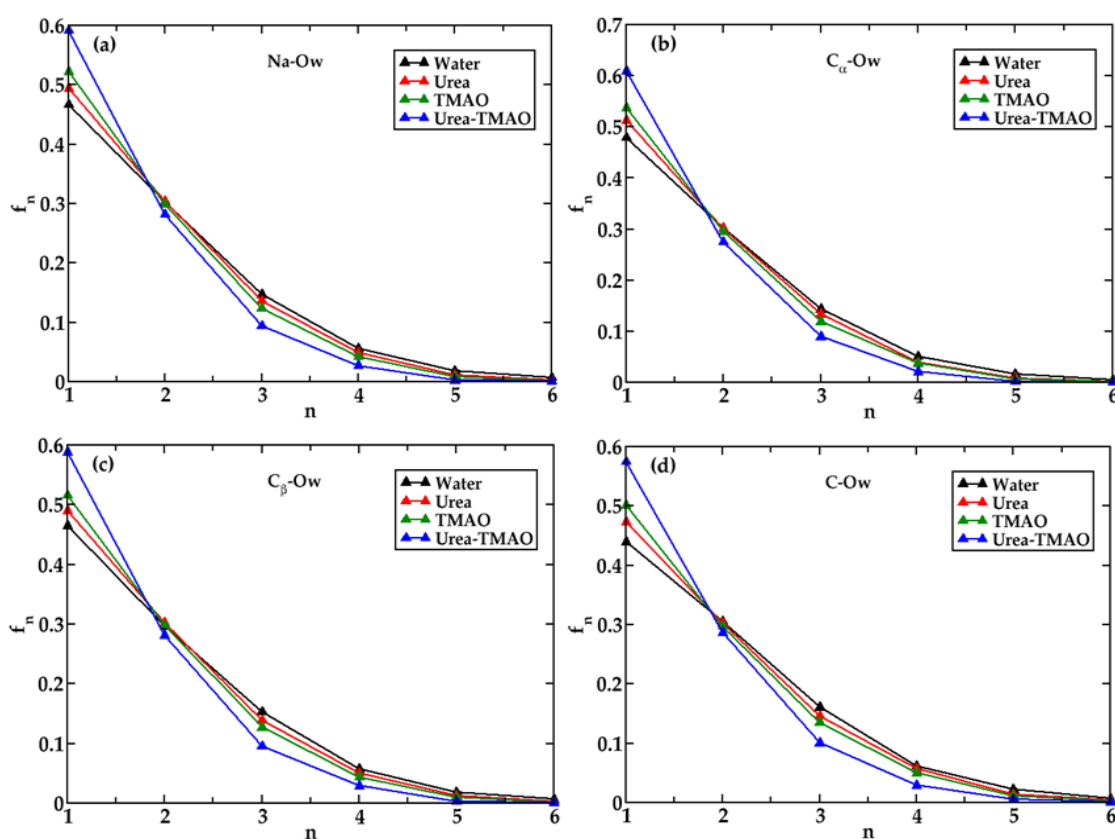 (a) Na-Ow
Water
Urea
TMAO
Urea-TMAO
0.6
0.5
0.4
0.3
0.2
0.1
0
fn
1 2 3 4 5 6
n
(b) Cα-Ow
Water
Urea
TMAO
Urea-TMAO
0.7
0.6
0.5
0.4
0.3
0.2
0.1
0
fn
1 2 3 4 5 6
n
(c) Cβ-Ow
Water
Urea
TMAO
Urea-TMAO
0.6
0.5
0.4
0.3
0.2
0.1
0
fn
1 2 3 4 5 6
n
(d) C-Ow
Water
Urea
TMAO
Urea-TMAO
0.6
0.5
0.4
0.3
0.2
0.1
0
fn
1 2 3 4 5 6
n